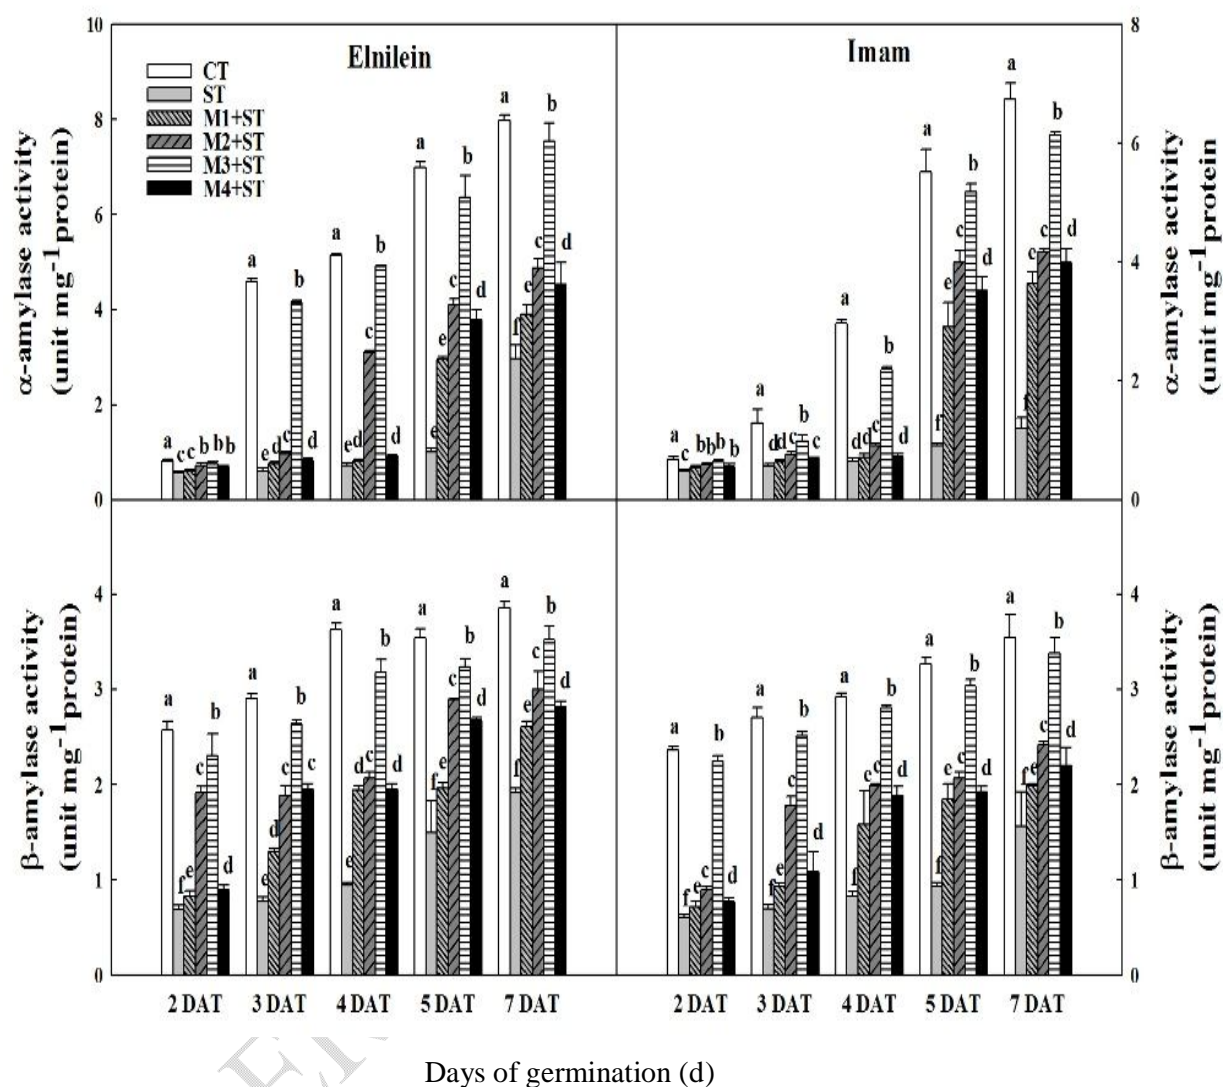 Elnilein
Imam
CT
ST
M1+ST
M2+ST
M3+ST
M4+ST
α-amylase activity
(unit mg-1protein)
10
8
6
4
2
0
a c c b b b
a e d c b d
a e d c b d
a e e c b d
a f e c b d
α-amylase activity
(unit mg-1protein
8
6
4
2
0
a c b b b b
a d d c b c
a d d c b d
a f e c b d
a f c c b d
β-amylase activity
(unit mg-1protein)
4
3
2
1
0
a f e c b d
a e d c b c
a e d c b d
a f e c b d
a f e c b d
β-amylase activity
(unit mg-1protein)
4
3
2
1
0
a f e c b d
a f e c b d
a f e c b d
a f e c b d
a f e c b d
2 DAT 3 DAT 4 DAT 5 DAT 7 DAT
2 DAT 3 DAT 4 DAT 5 DAT 7 DAT
Days of germination (d)